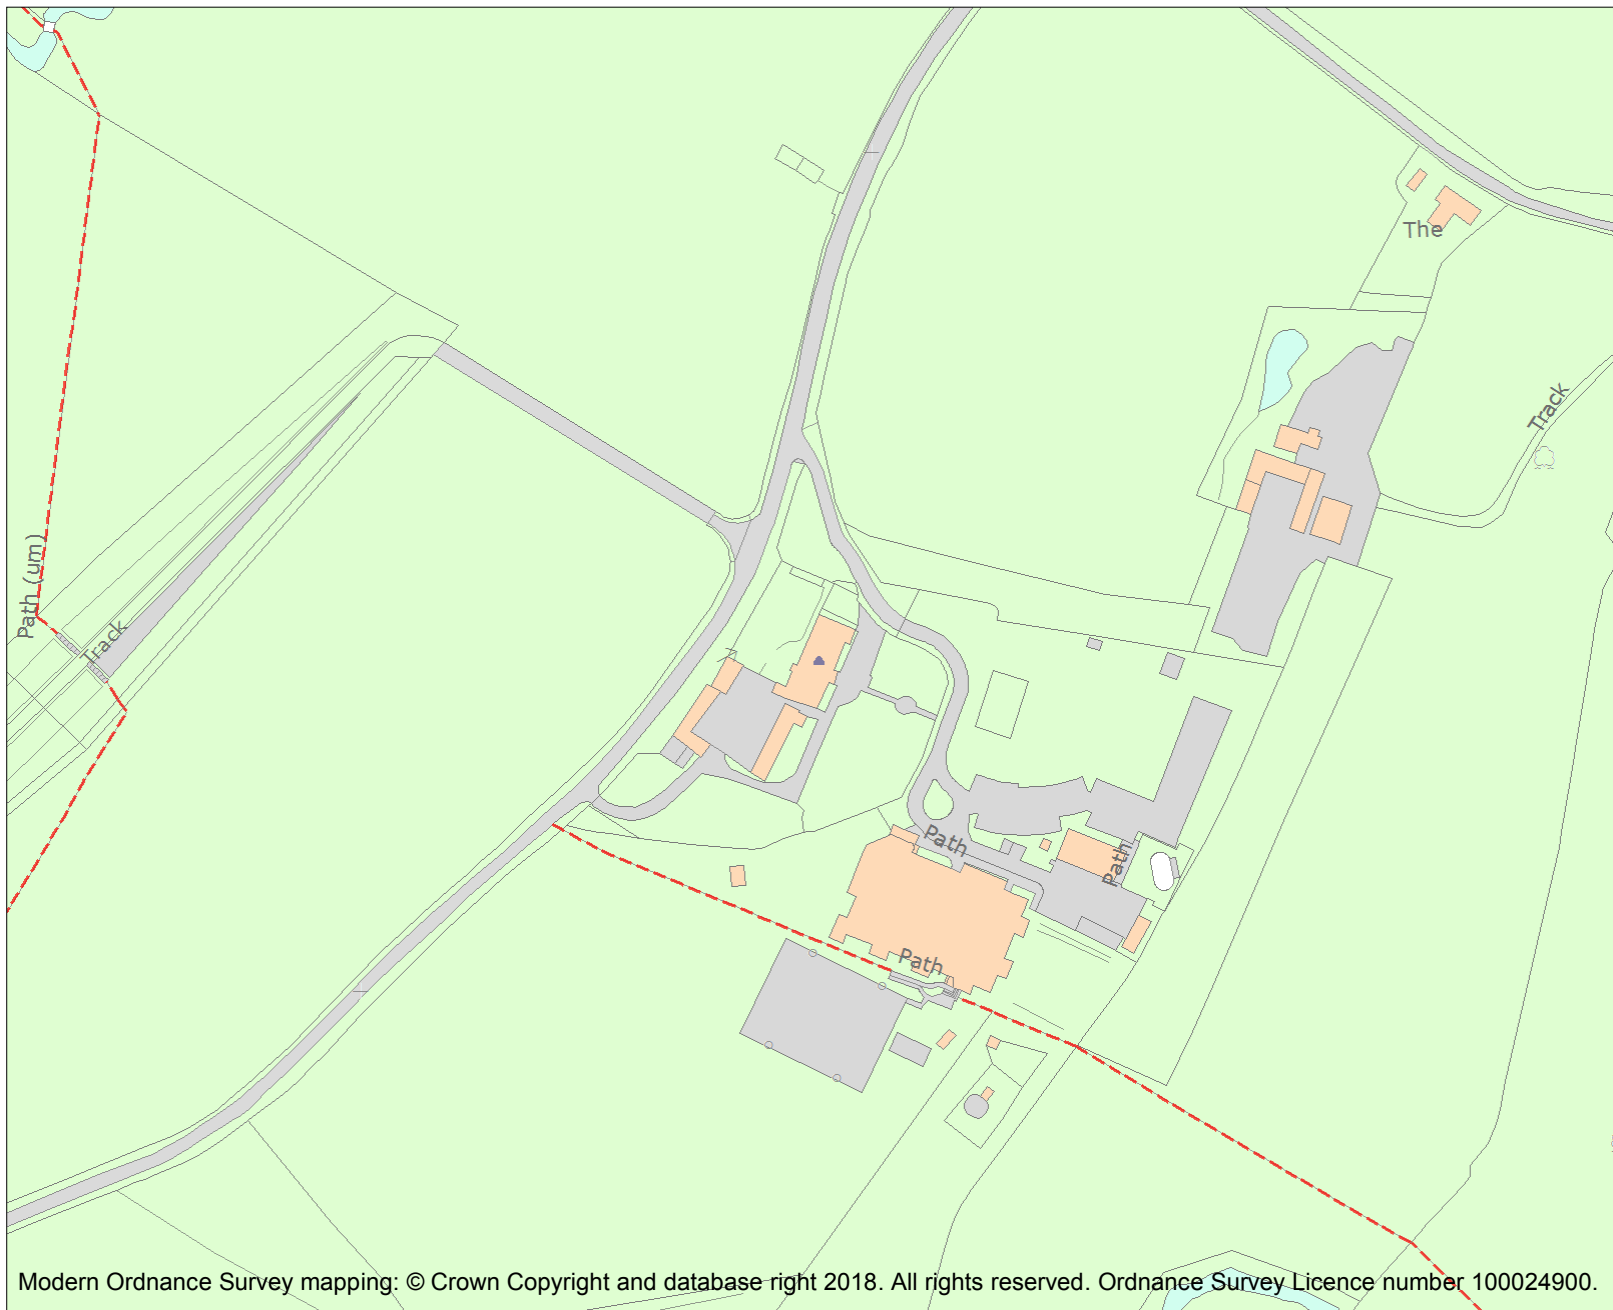 The
Track
Path (um)
Track
Path
Path
Path
Modern Ordnance Survey mapping: © Crown Copyright and database right 2018. All rights reserved. Ordnance Survey Licence number 100024900.